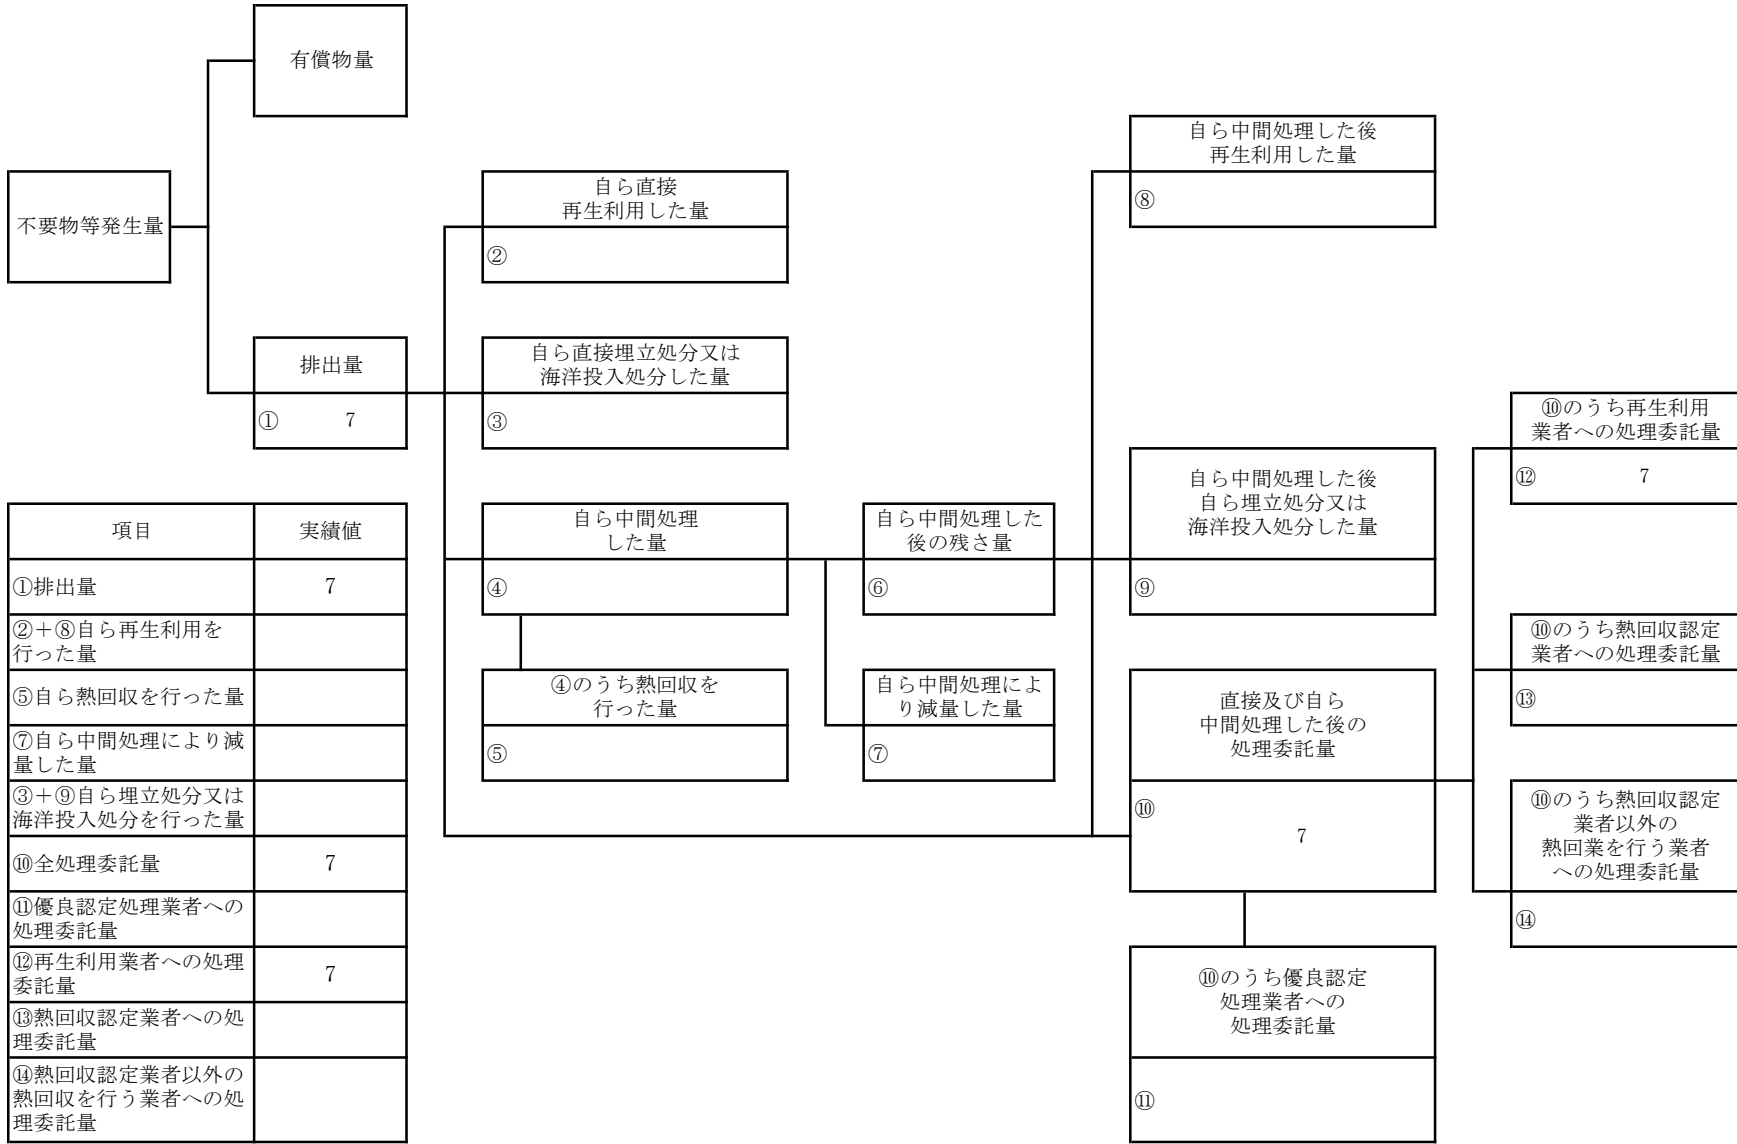 有償物量
不要物等発生量
排出量
① 7
自ら直接
再生利用した量
②
自ら直接埋立処分又は
海洋投入処分した量
③
自ら中間処理
した量
④
④のうち熱回収を
行った量
⑤
自ら中間処理した
後の残さ量
⑥
自ら中間処理によ
り減量した量
⑦
自ら中間処理した後
再生利用した量
⑧
自ら中間処理した後
自ら埋立処分又は
海洋投入処分した量
⑨
直接及び自ら
中間処理した後の
処理委託量
⑩
7
⑩のうち優良認定
処理業者への
処理委託量
⑪
⑩のうち再生利用
業者への処理委託量
⑫ 7
⑩のうち熱回収認定
業者への処理委託量
⑬
⑩のうち熱回収認定
業者以外の
熱回業を行う業者
への処理委託量
⑭
項目 実績値
①排出量 7
②+⑧自ら再生利用を
行った量
⑤自ら熱回収を行った量
⑦自ら中間処理により減
量した量
③+⑨自ら埋立処分又は
海洋投入処分を行った量
⑩全処理委託量 7
⑪優良認定処理業者への
処理委託量
⑫再生利用業者への処理
委託量 7
⑬熱回収認定業者への処
理委託量
⑭熱回収認定業者以外の
熱回収を行う業者への処
理委託量